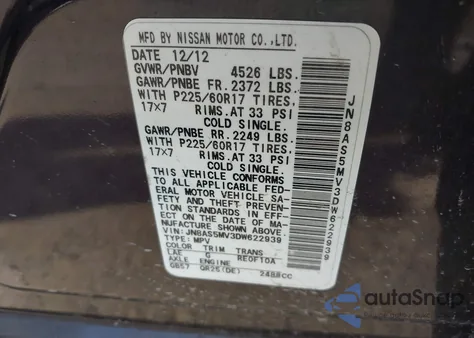 MFD BY NISSAN MOTOR CO.,LTD.
DATE 12/12
GVWR/PNBV 4526 LBS.
GAWR/PNBE FR. 2372 LBS.
WITH P225/60R17 TIRES,
17x7 RIMS AT 33 PSI
COLD SINGLE.
GAWR/PNBE RR. 2249 LBS.
WITH P225/60R17 TIRES,
17x7 RIMS AT 33 PSI
COLD SINGLE.
THIS VEHICLE CONFORMS
TO ALL APPLICABLE FED-
ERAL MOTOR VEHICLE SA-
FETY AND THEFT PREVEN-
TION STANDARDS IN EFF-
ECT ON THE DATE OF MA-
NUFACTURE SHOWN ABOVE.
VIN:JN8AS5MV3DW622939
TYPE:MPV
COLOR TRIM TRANS
LAE G RE0F10A
AXLE ENGINE
GB57 QR25(DE) 2488CC
JN8AS5MV3DW622939
autoSnap